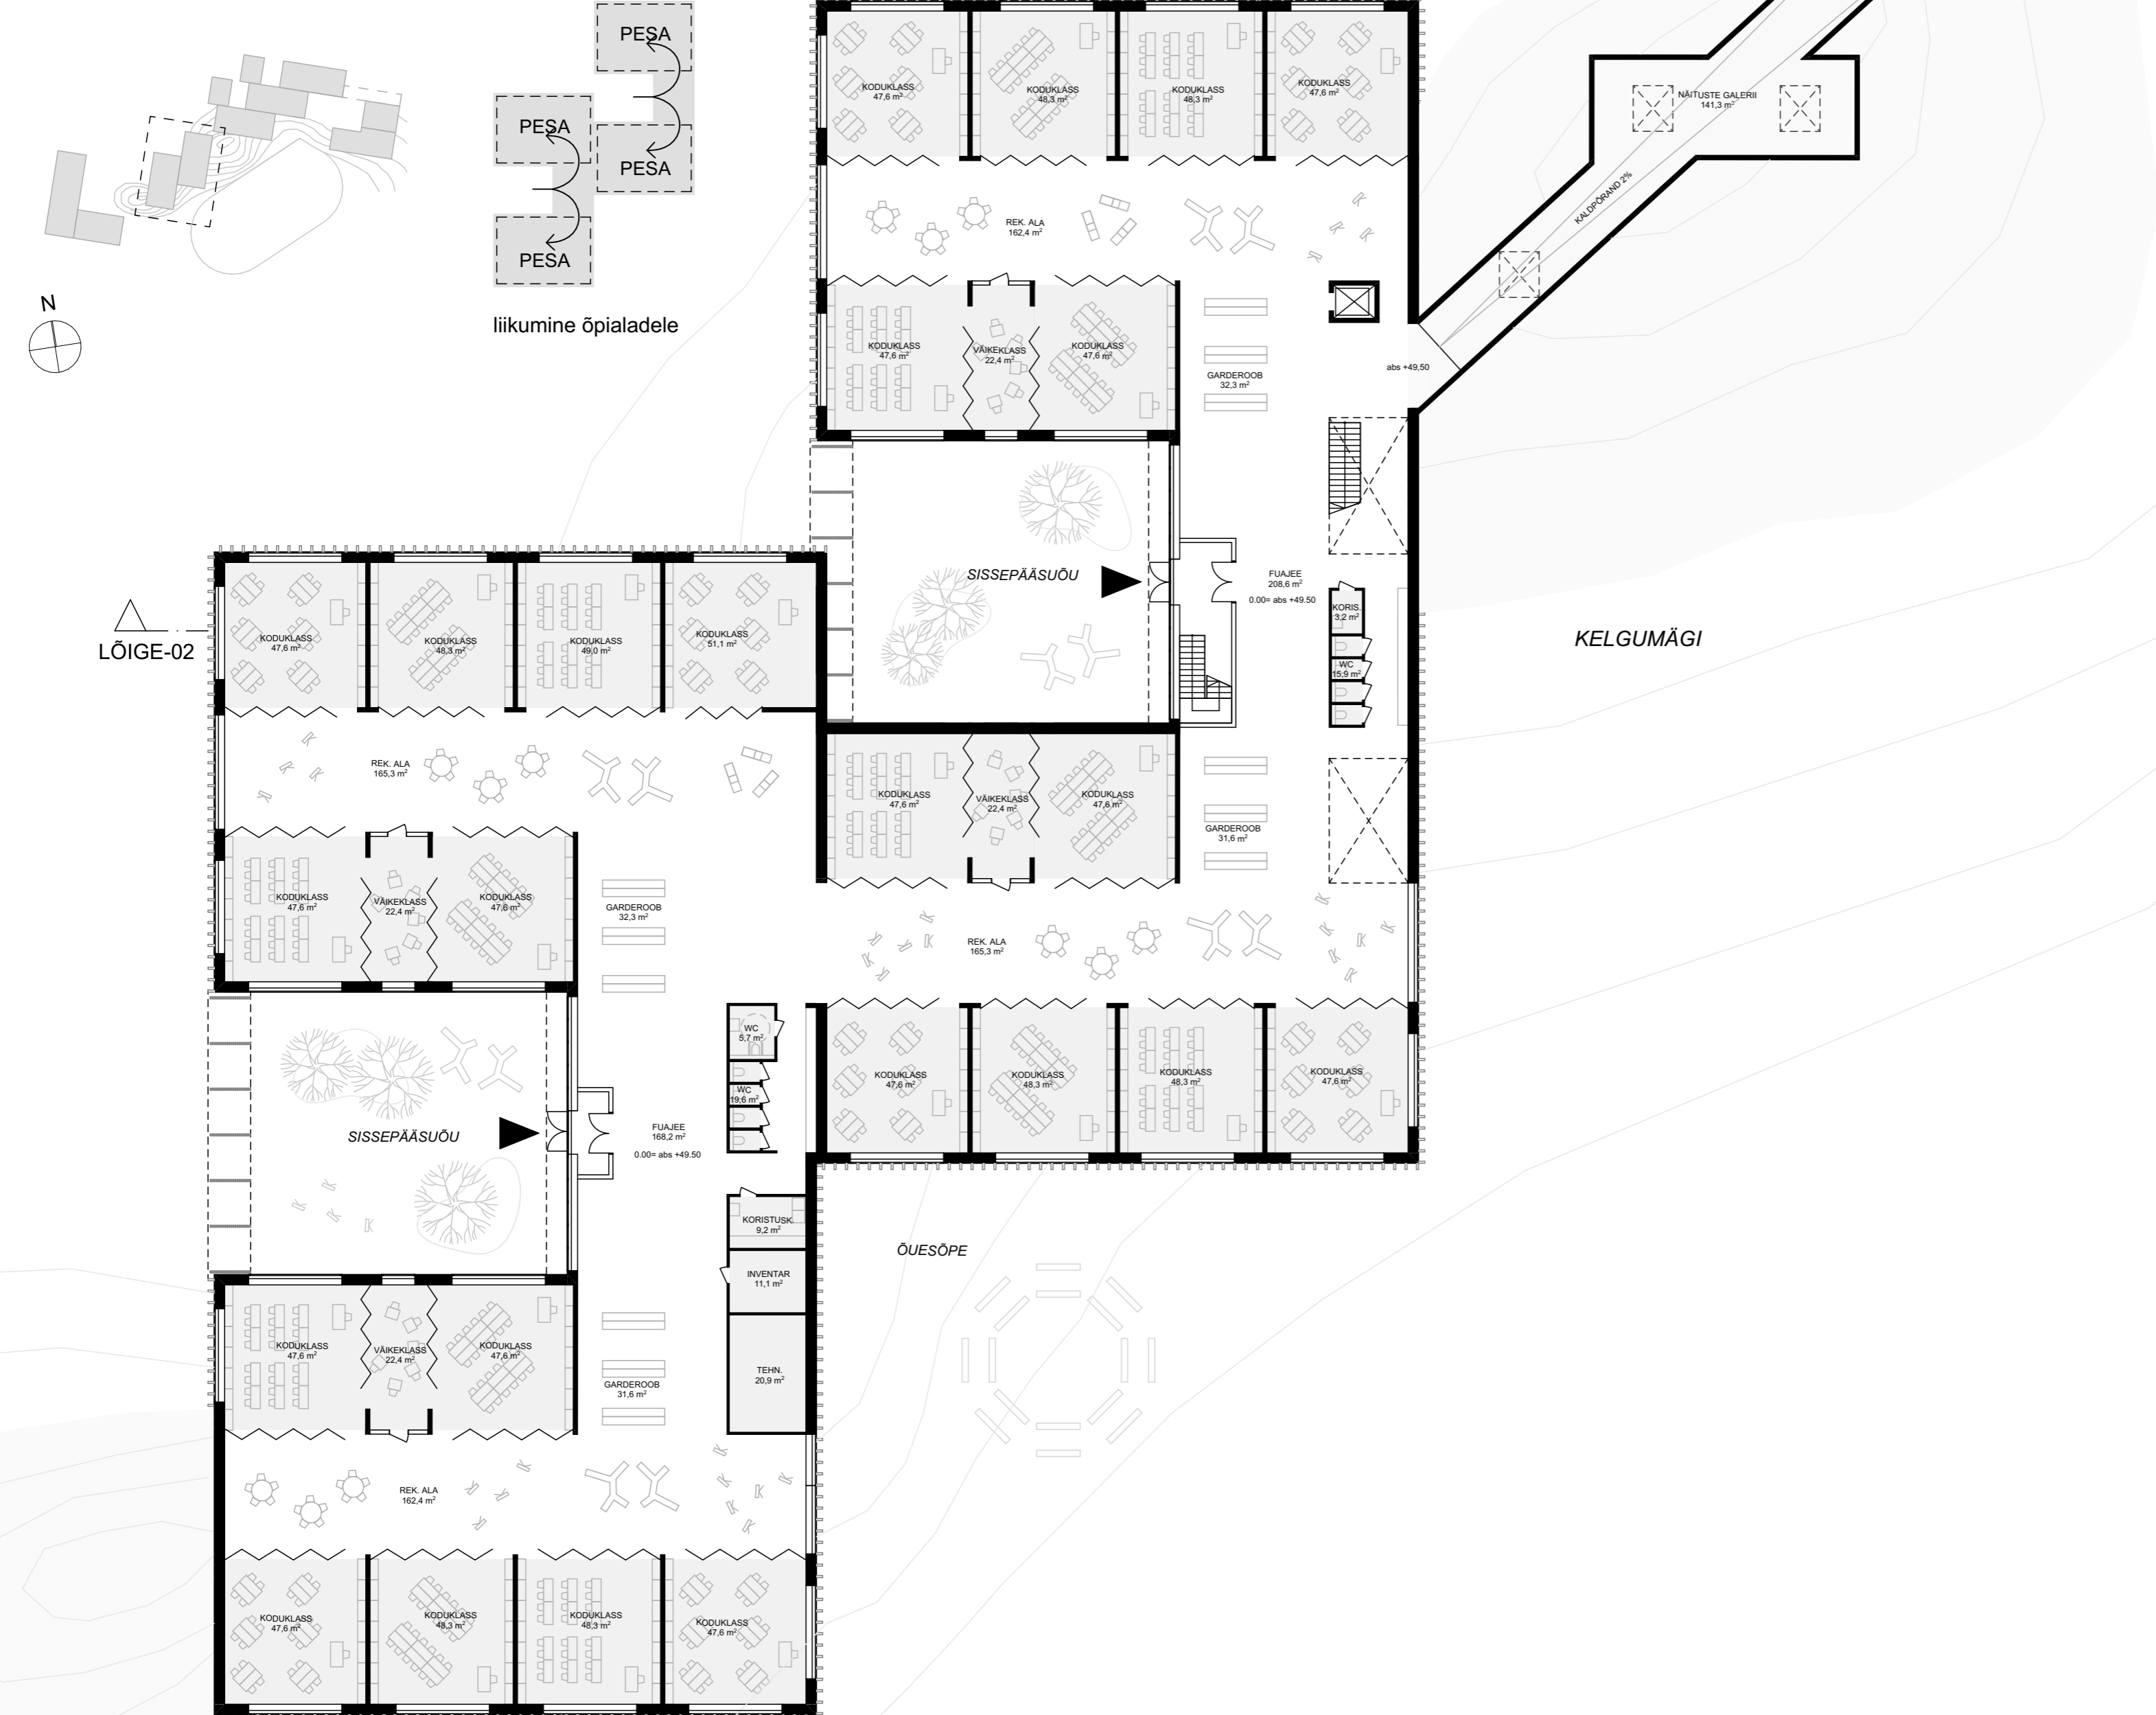 PESA
PESA
PESA
PESA
liikumine õpialadele
N
KODUKLASS
47,6 m²
KODUKLASS
48,3 m²
KODUKLASS
48,3 m²
KODUKLASS
47,6 m²
NÄITUSTE GALERII
141,3 m²
KALDPÕRAND 2%
REK. ALA
162,4 m²
KODUKLASS
47,6 m²
VÄIKEKLASS
22,4 m²
KODUKLASS
47,6 m²
GARDEROOB
32,3 m²
abs +49,50
SISSEPÄÄSUÕU
FUAJEE
208,6 m²
0.00= abs +49.50
KORIS.
3,2 m²
WC
15,9 m²
KELGUMÄGI
LÕIGE-02
KODUKLASS
47,6 m²
KODUKLASS
48,3 m²
KODUKLASS
49,0 m²
KODUKLASS
51,1 m²
REK. ALA
165,3 m²
KODUKLASS
47,6 m²
VÄIKEKLASS
22,4 m²
KODUKLASS
47,6 m²
GARDEROOB
31,6 m²
KODUKLASS
47,6 m²
VÄIKEKLASS
22,4 m²
KODUKLASS
47,6 m²
GARDEROOB
32,3 m²
REK. ALA
165,3 m²
WC
5,7 m²
WC
19,6 m²
KODUKLASS
47,6 m²
KODUKLASS
48,3 m²
KODUKLASS
48,3 m²
KODUKLASS
47,6 m²
SISSEPÄÄSUÕU
FUAJEE
168,2 m²
0.00= abs +49.50
KORISTUSK.
9,2 m²
INVENTAR
11,1 m²
TEHN.
20,9 m²
ÕUESÕPE
KODUKLASS
47,6 m²
VÄIKEKLASS
22,4 m²
KODUKLASS
47,6 m²
GARDEROOB
31,6 m²
REK. ALA
162,4 m²
KODUKLASS
47,6 m²
KODUKLASS
48,3 m²
KODUKLASS
48,3 m²
KODUKLASS
47,6 m²